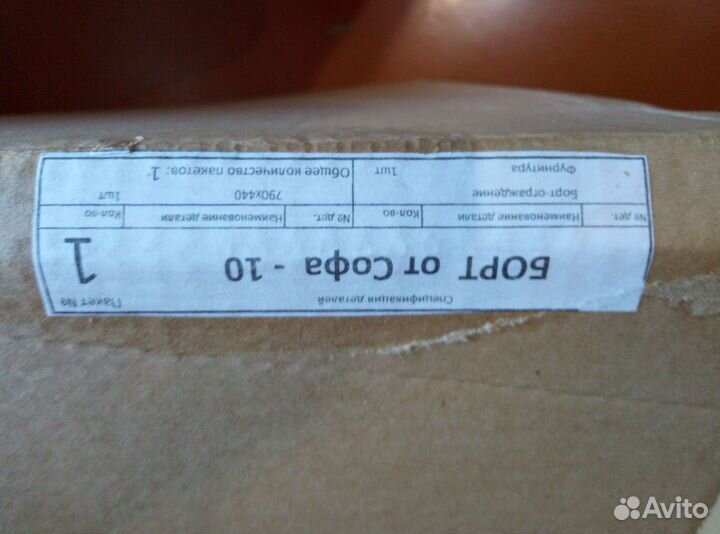 Спецификация деталей Пакет №
БОРТ от Софа - 10 1
№ дет. Наименование детали Кол-во № дет. Наименование детали Кол-во
Борт-ограждение 790х440 1шт
Фурнитура 1шт Общее количество пакетов: 1
Avito